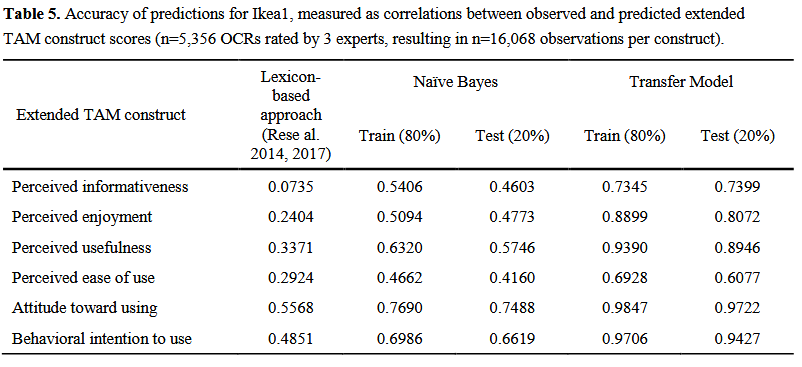 Table 5. Accuracy of predictions for Ikea1, measured as correlations between observed and predicted extended
TAM construct scores (n=5,356 OCRs rated by 3 experts, resulting in n=16,068 observations per construct).
Extended TAM construct
Lexicon-
based
approach
(Rese al.
2014, 2017)
Naïve Bayes
Transfer Model
Train (80%) Test (20%) Train (80%) Test (20%)
Perceived informativeness 0.0735 0.5406 0.4603 0.7345 0.7399
Perceived enjoyment 0.2404 0.5094 0.4773 0.8899 0.8072
Perceived usefulness 0.3371 0.6320 0.5746 0.9390 0.8946
Perceived ease of use 0.2924 0.4662 0.4160 0.6928 0.6077
Attitude toward using 0.5568 0.7690 0.7488 0.9847 0.9722
Behavioral intention to use 0.4851 0.6986 0.6619 0.9706 0.9427